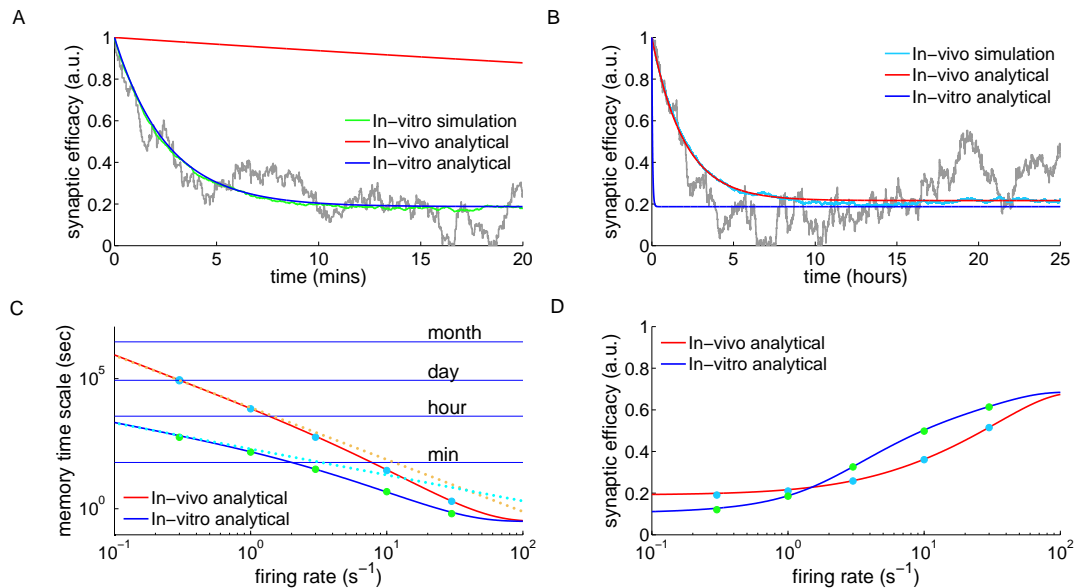 A
synaptic efficacy (a.u.)
1
0.8
0.6
0.4
0.2
0
0
5
10
15
20
time (mins)
In−vitro simulation
In−vivo analytical
In−vitro analytical
B
synaptic efficacy (a.u.)
1
0.8
0.6
0.4
0.2
0
0
5
10
15
20
25
time (hours)
In−vivo simulation
In−vivo analytical
In−vitro analytical
C
memory time scale (sec)
10^5
10^0
month
day
hour
min
In−vivo analytical
In−vitro analytical
10^−1
10^0
10^1
10^2
firing rate (s^−1)
D
synaptic efficacy (a.u.)
1
0.8
0.6
0.4
0.2
0
In−vivo analytical
In−vitro analytical
10^−1
10^0
10^1
10^2
firing rate (s^−1)